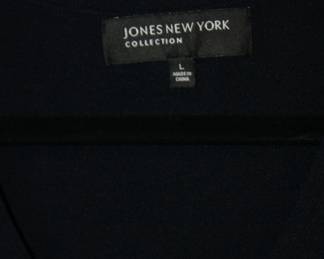 JONES NEW YORK
COLLECTION
L
MADE IN
CHINA